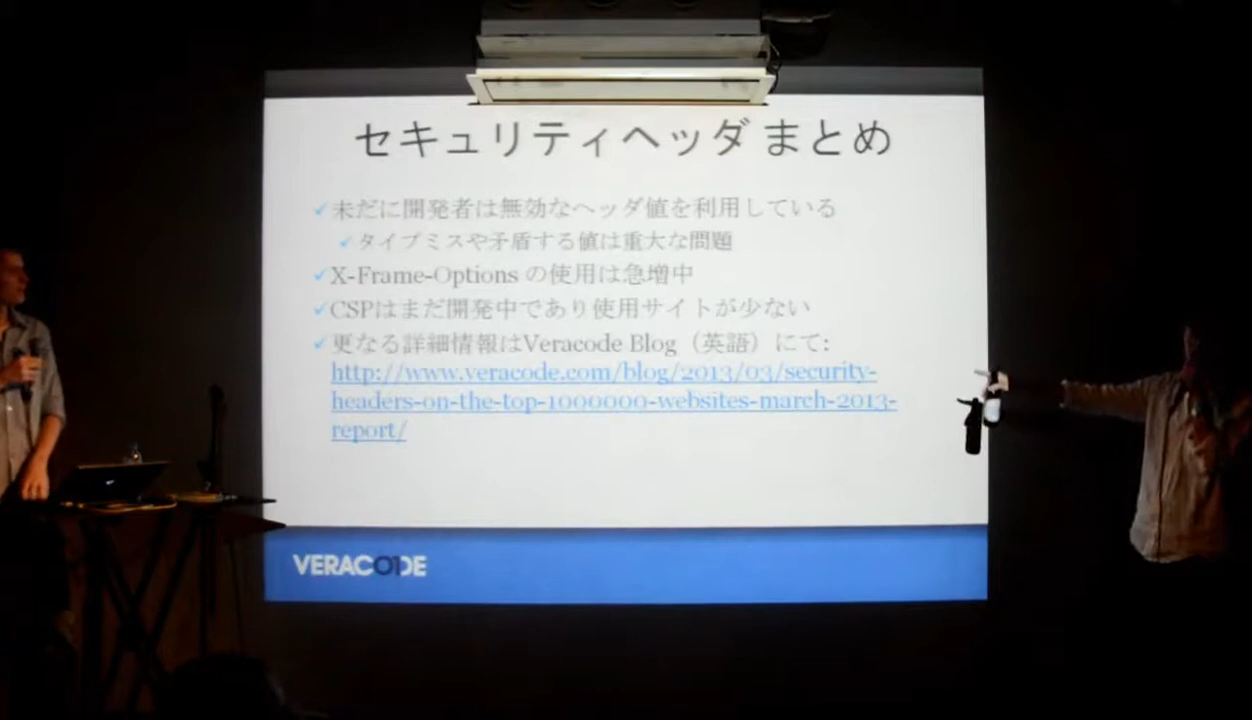 セキュリティヘッダ まとめ
✓未だに開発者は無効なヘッダ値を利用している
✓タイプミスや矛盾する値は重大な問題
✓X-Frame-Options の使用は急増中
✓CSPはまだ開発中であり使用サイトが少ない
✓更なる詳細情報はVeracode Blog（英語）にて:
http://www.veracode.com/blog/2013/03/security-
headers-on-the-top-1000000-websites-march-2013-
report/
VERACODE